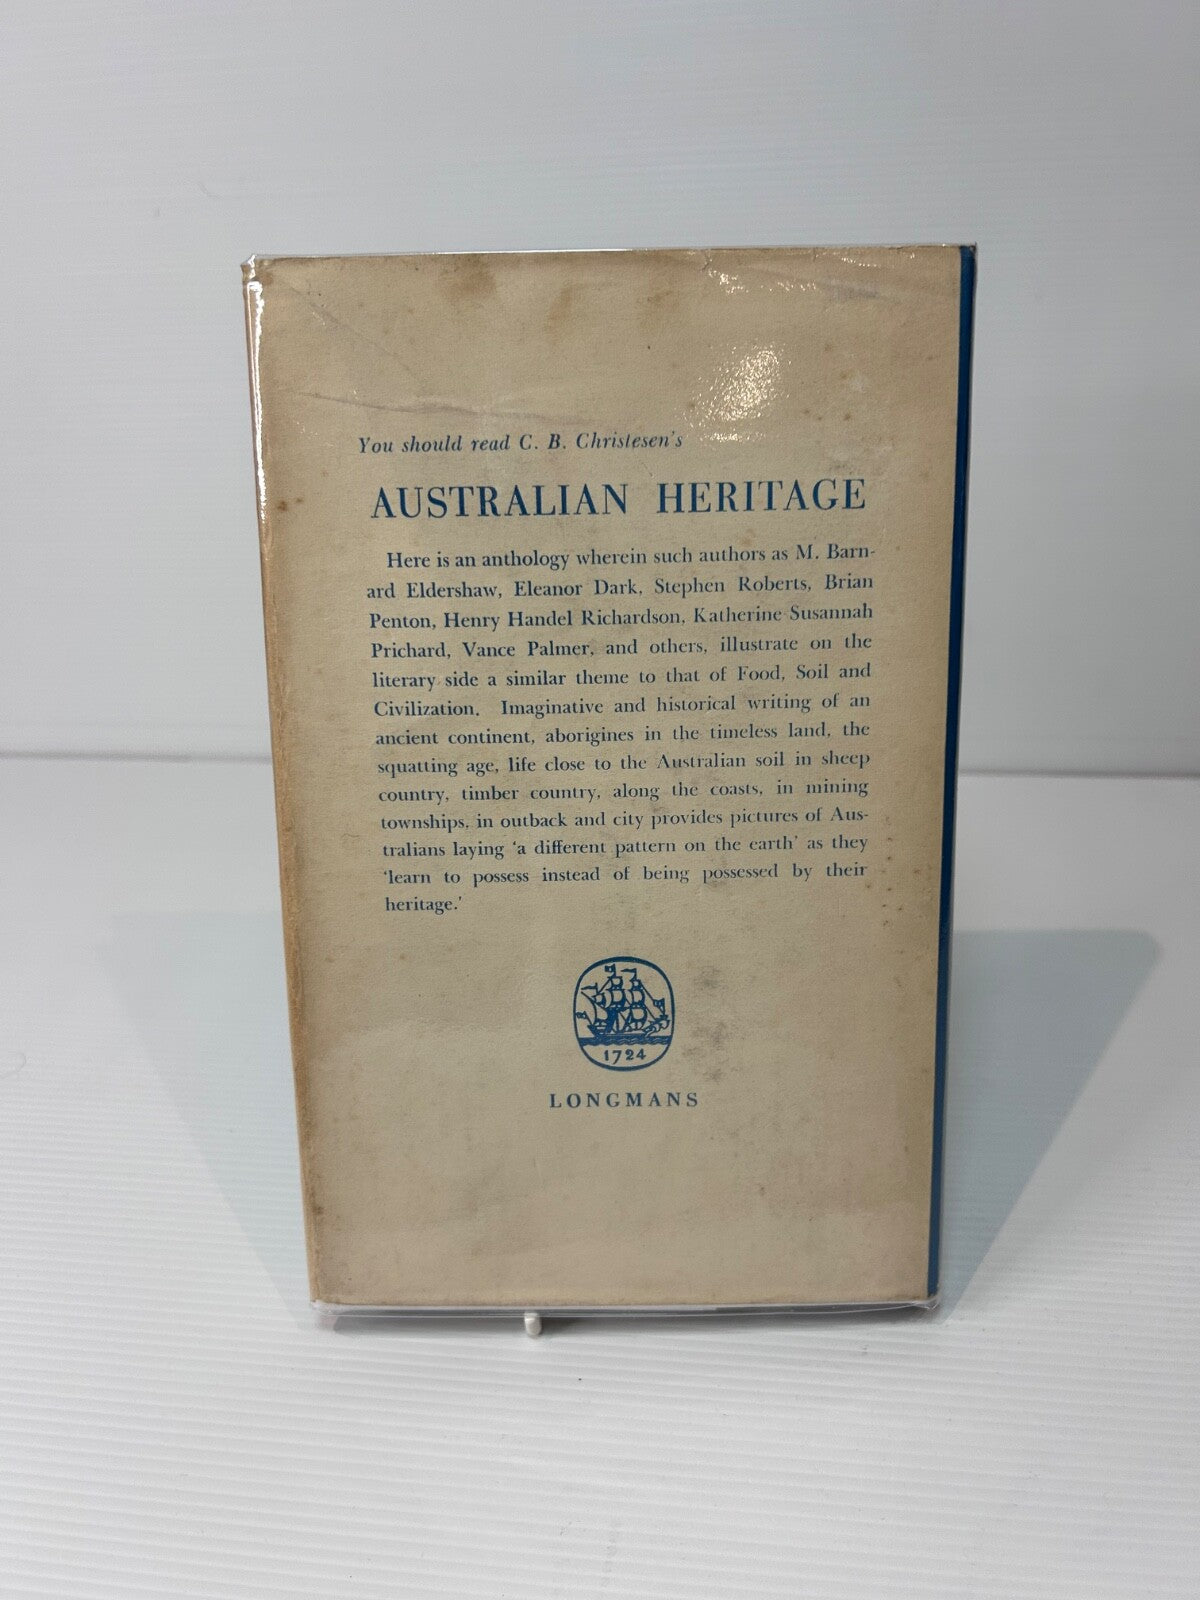 You should read C. B. Christesen's
AUSTRALIAN HERITAGE
Here is an anthology wherein such authors as M. Barn-
ard Eldershaw, Eleanor Dark, Stephen Roberts, Brian
Penton, Henry Handel Richardson, Katherine Susannah
Prichard, Vance Palmer, and others, illustrate on the
literary side a similar theme to that of Food, Soil and
Civilization. Imaginative and historical writing of an
ancient continent, aborigines in the timeless land, the
squatting age, life close to the Australian soil in sheep
country, timber country, along the coasts, in mining
townships, in outback and city provides pictures of Aus-
tralians laying 'a different pattern on the earth' as they
'learn to possess instead of being possessed by their
heritage.'
1724
LONGMANS